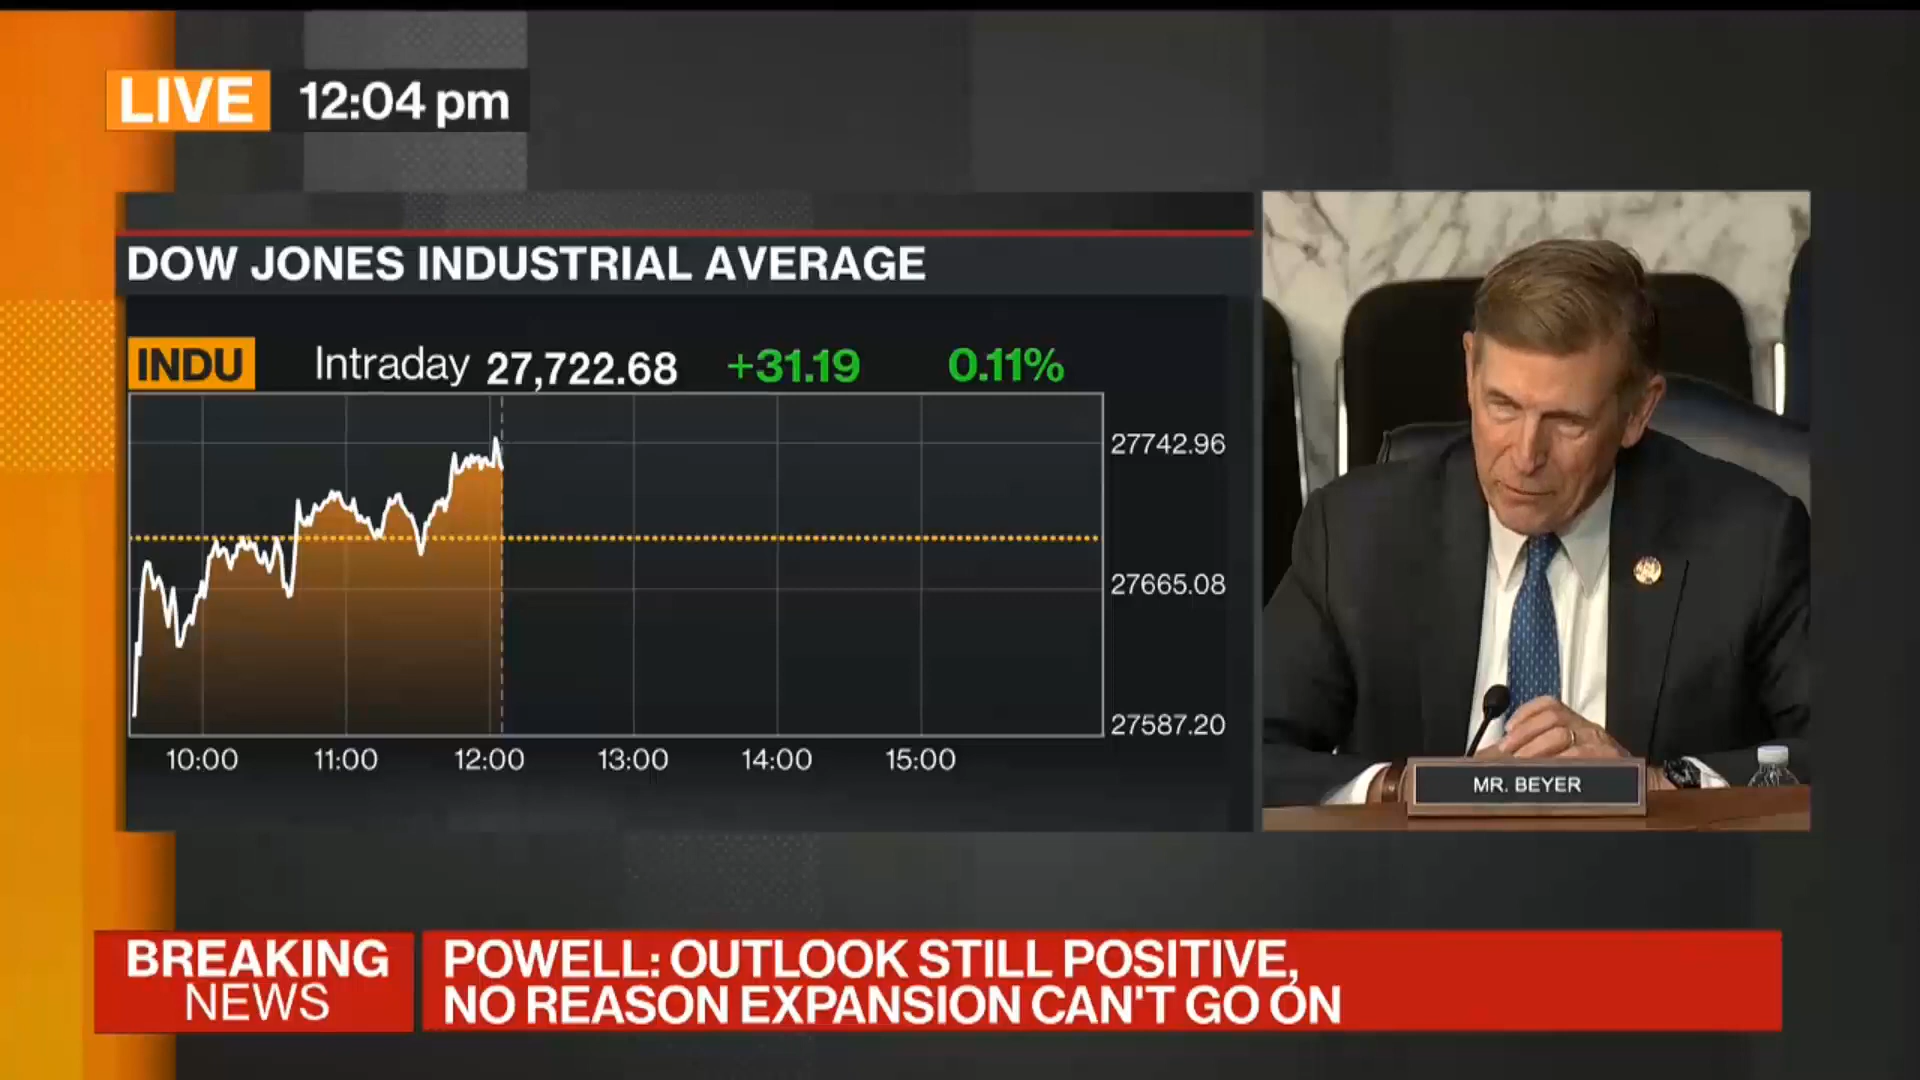 LIVE 12:04 pm
DOW JONES INDUSTRIAL AVERAGE
INDU Intraday 27,722.68 +31.19 0.11%
27742.96
27665.08
27587.20
10:00 11:00 12:00 13:00 14:00 15:00
MR. BEYER
BREAKING
NEWS
POWELL: OUTLOOK STILL POSITIVE,
NO REASON EXPANSION CAN'T GO ON